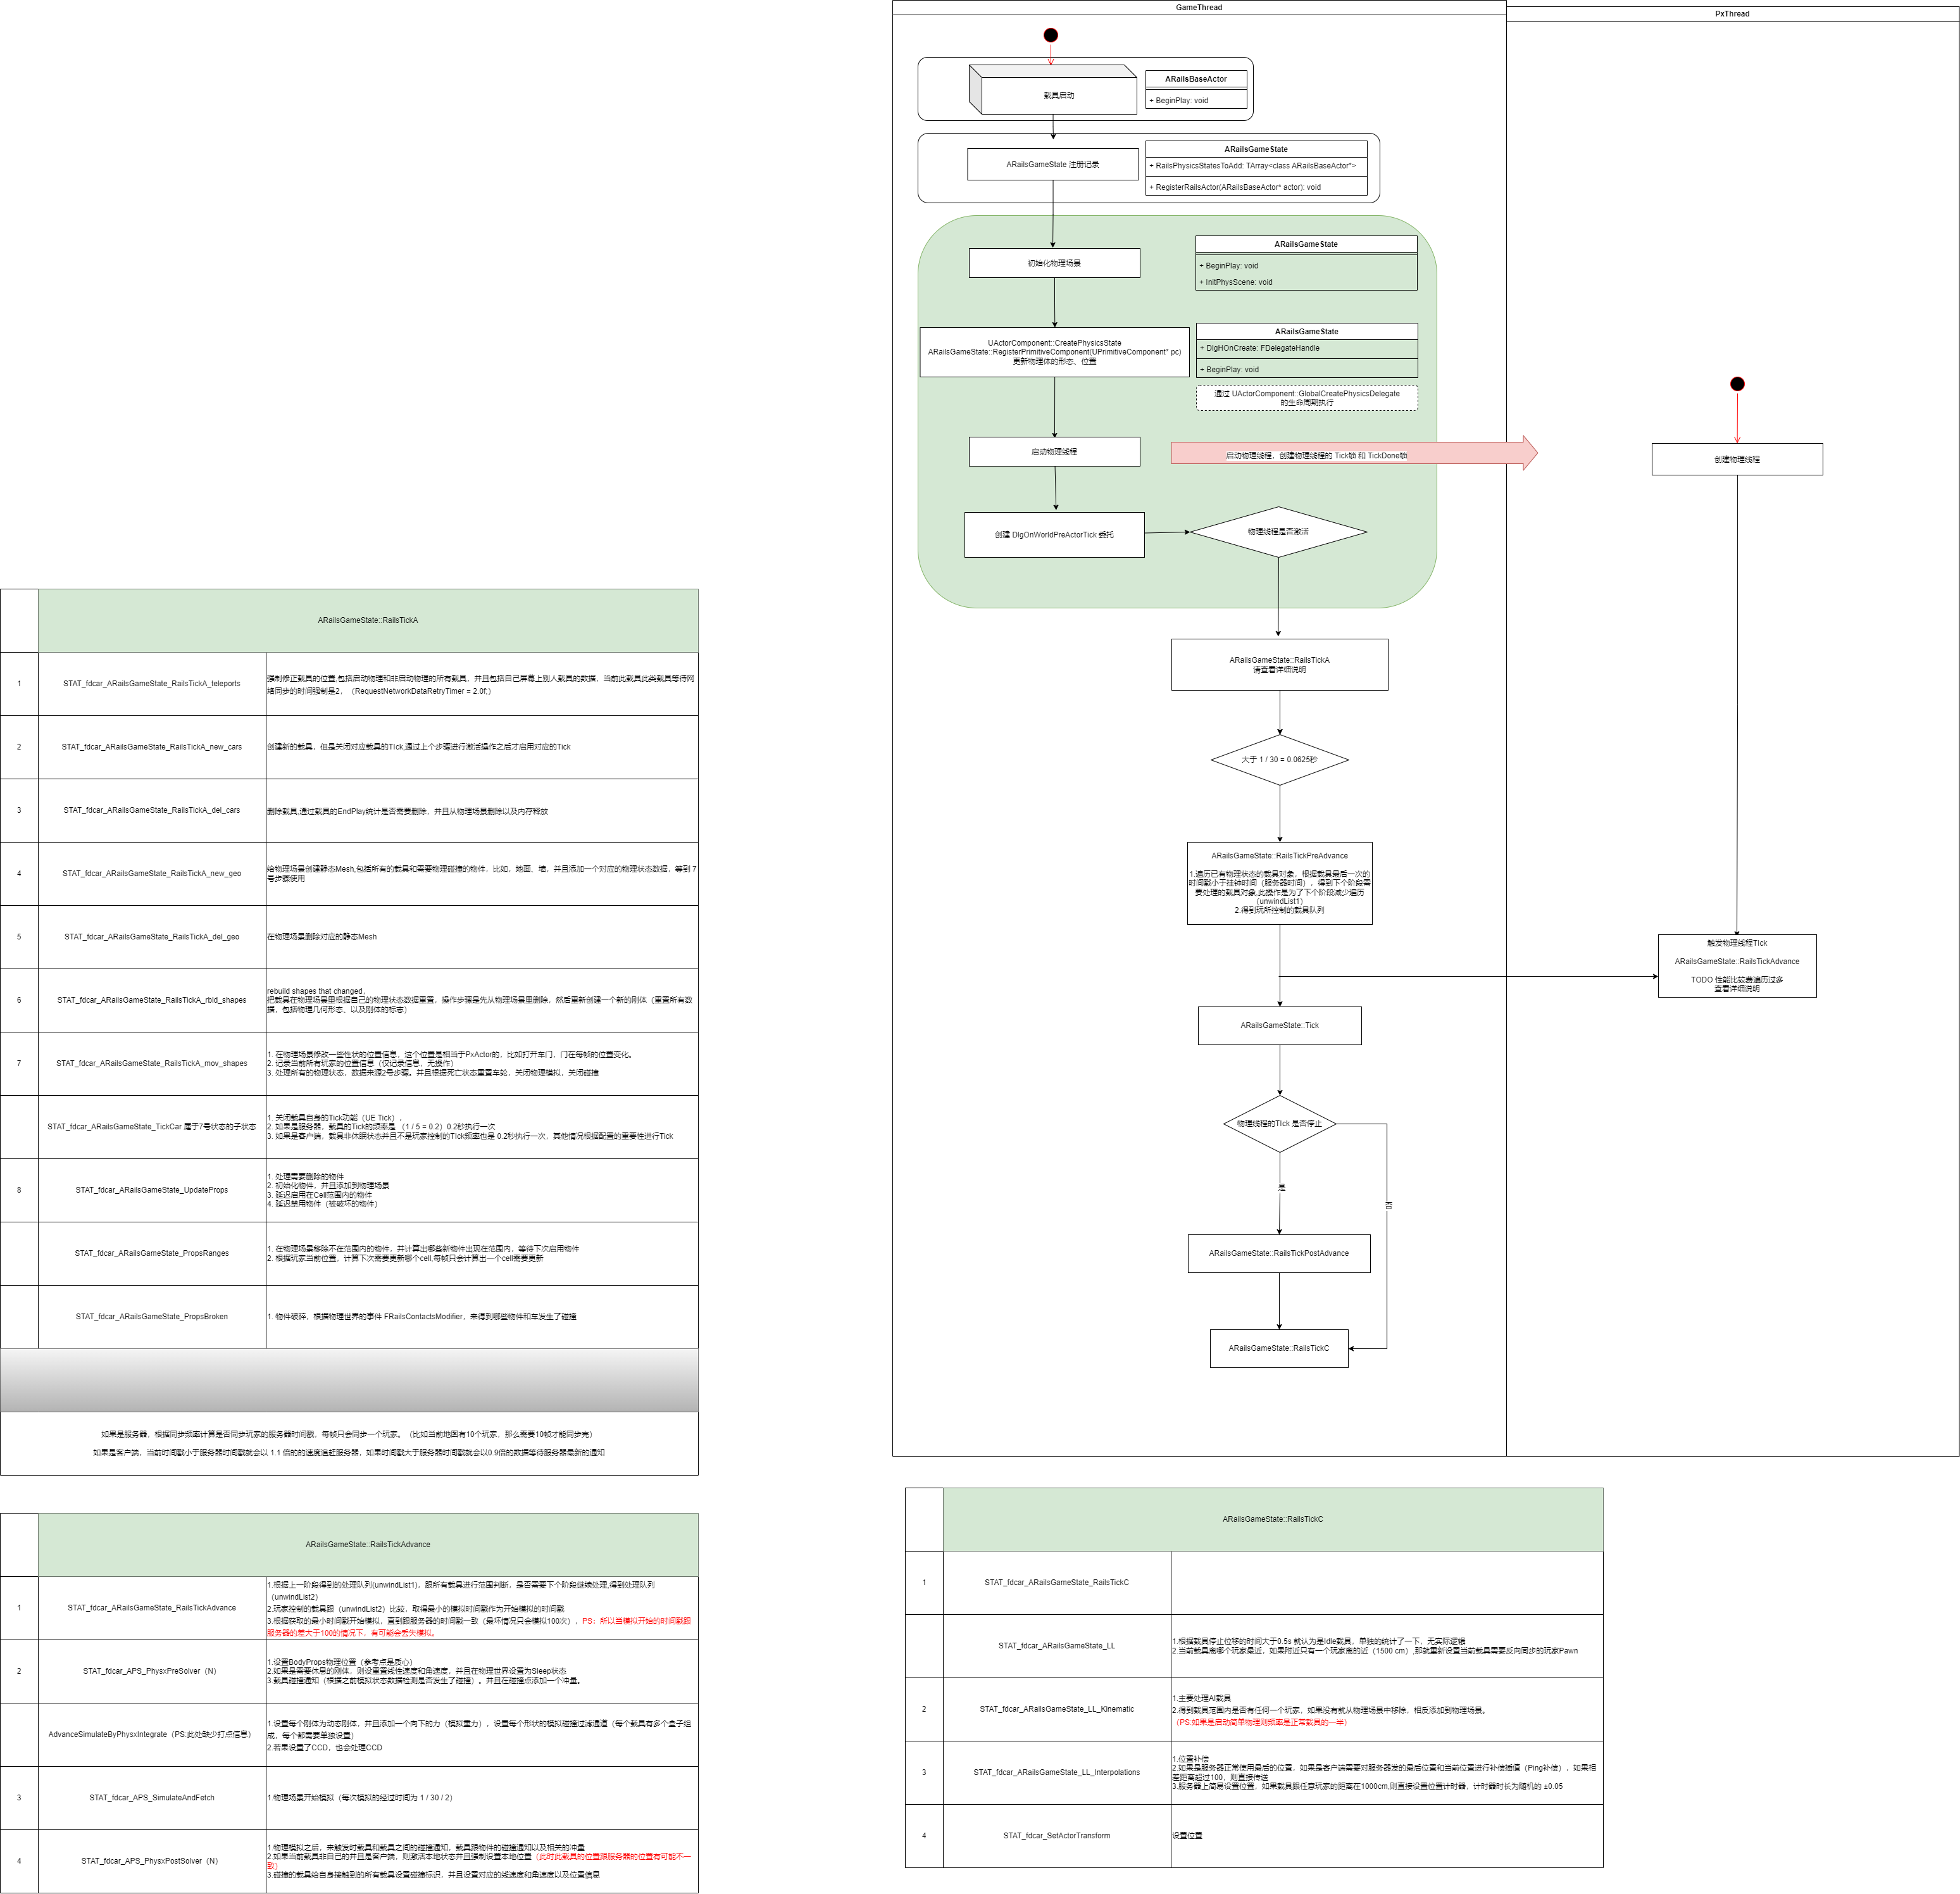 GameThread
PxThread
载具启动
ARailsBaseActor
+ BeginPlay: void
ARailsGameState 注册记录
ARailsGameState
+ RailsPhysicsStatesToAdd: TArray<class ARailsBaseActor*>
+ RegisterRailsActor(ARailsBaseActor* actor): void
初始化物理场景
ARailsGameState
+ BeginPlay: void
+ InitPhysScene: void
UActorComponent::CreatePhysicsState
ARailsGameState::RegisterPrimitiveComponent(UPrimitiveComponent* pc)
更新物理体的形态、位置
ARailsGameState
+ DlgHOnCreate: FDelegateHandle
+ BeginPlay: void
通过 UActorComponent::GlobalCreatePhysicsDelegate
的生命周期执行
启动物理线程
启动物理线程，创建物理线程的 Tick锁 和 TickDone锁
创建物理线程
创建 DlgOnWorldPreActorTick 委托
物理线程是否激活
ARailsGameState::RailsTickA
请查看详细说明
大于 1 / 30 = 0.0625秒
ARailsGameState::RailsTickPreAdvance
1.遍历已有物理状态的载具对象，根据载具最后一次的
时间戳小于挂钟时间（服务器时间），得到下个阶段需
要处理的载具对象,此操作是为了下个阶段减少遍历
（unwindList1）
2.得到玩所控制的载具队列
触发物理线程TIck
ARailsGameState::RailsTickAdvance
TODO 性能比较费遍历过多
查看详细说明
ARailsGameState::Tick
物理线程的TIck 是否停止
是
否
ARailsGameState::RailsTickPostAdvance
ARailsGameState::RailsTickC
ARailsGameState::RailsTickA
1
STAT_fdcar_ARailsGameState_RailsTickA_teleports
强制修正载具的位置,包括启动物理和非启动物理的所有载具，并且包括自己屏幕上别人载具的数据，当前此载具此类载具等待网
络同步的时间强制是2，（RequestNetworkDataRetryTimer = 2.0f;）
2
STAT_fdcar_ARailsGameState_RailsTickA_new_cars
创建新的载具，但是关闭对应载具的TIck,通过上个步骤进行激活操作之后才启用对应的Tick
3
STAT_fdcar_ARailsGameState_RailsTickA_del_cars
删除载具,通过载具的EndPlay统计是否需要删除，并且从物理场景删除以及内存释放
4
STAT_fdcar_ARailsGameState_RailsTickA_new_geo
给物理场景创建静态Mesh,包括所有的载具和需要物理碰撞的物件，比如，地面、墙，并且添加一个对应的物理状态数据，等到 7
号步骤使用
5
STAT_fdcar_ARailsGameState_RailsTickA_del_geo
在物理场景删除对应的静态Mesh
6
STAT_fdcar_ARailsGameState_RailsTickA_rbld_shapes
rebuild shapes that changed，
把载具在物理场景里根据自己的物理状态数据重置，操作步骤是先从物理场景里删除，然后重新创建一个新的刚体（重置所有数
据，包括物理几何形态、以及刚体的标志）
7
STAT_fdcar_ARailsGameState_RailsTickA_mov_shapes
1. 在物理场景修改一些性状的位置信息，这个位置是相当于PxActor的，比如打开车门，门在每帧的位置变化。
2. 记录当前所有玩家的位置信息（仅记录信息，无操作）
3. 处理所有的物理状态，数据来源2号步骤。并且根据死亡状态重置车轮，关闭物理模拟，关闭碰撞
STAT_fdcar_ARailsGameState_TickCar 属于7号状态的子状态
1. 关闭载具自身的Tick功能（UE Tick），
2. 如果是服务器，载具的Tick的频率是 （1 / 5 = 0.2）0.2秒执行一次
3. 如果是客户端，载具非休眠状态并且不是玩家控制的TIck频率也是 0.2秒执行一次，其他情况根据配置的重要性进行Tick
8
STAT_fdcar_ARailsGameState_UpdateProps
1. 处理需要删除的物件
2. 初始化物件，并且添加到物理场景
3. 延迟启用在Cell范围内的物件
4. 延迟禁用物件（被破坏的物件）
STAT_fdcar_ARailsGameState_PropsRanges
1. 在物理场景移除不在范围内的物件，并计算出哪些新物件出现在范围内，等待下次启用物件
2. 根据玩家当前位置，计算下次需要更新哪个cell,每帧只会计算出一个cell需要更新
STAT_fdcar_ARailsGameState_PropsBroken
1. 物件破碎，根据物理世界的事件 FRailsContactsModifier，来得到哪些物件和车发生了碰撞
如果是服务器，根据同步频率计算是否同步玩家的服务器时间戳，每帧只会同步一个玩家。（比如当前地图有10个玩家，那么需要10帧才能同步完）
如果是客户端，当前时间戳小于服务器时间戳就会以 1.1 倍的的速度追赶服务器，如果时间戳大于服务器时间戳就会以0.9倍的数据等待服务器最新的通知
ARailsGameState::RailsTickAdvance
1
STAT_fdcar_ARailsGameState_RailsTickAdvance
1.根据上一阶段得到的处理队列(unwindList1)，跟所有载具进行范围判断，是否需要下个阶段继续处理,得到处理队列
（unwindList2）
2.玩家控制的载具跟（unwindList2）比较，取得最小的模拟时间戳作为开始模拟的时间戳
3.根据获取的最小时间戳开始模拟，直到跟服务器的时间戳一致（最坏情况只会模拟100次），PS：所以当模拟开始的时间戳跟
服务器的差大于100的情况下，有可能会丢失模拟。
2
STAT_fdcar_APS_PhysxPreSolver（N）
1.设置BodyProps物理位置（参考点是质心）
2.如果是需要休息的刚体，则设重置线性速度和角速度，并且在物理世界设置为Sleep状态
3.载具碰撞通知（根据之前模拟状态数据检测是否发生了碰撞）。并且在碰撞点添加一个冲量。
AdvanceSimulateByPhysxIntegrate（PS:此处缺少打点信息）
1.设置每个刚体为动态刚体，并且添加一个向下的力（模拟重力），设置每个形状的模拟碰撞过滤通道（每个载具有多个盒子组
成，每个都需要单独设置）
2.若果设置了CCD，也会处理CCD
3
STAT_fdcar_APS_SimulateAndFetch
1.物理场景开始模拟（每次模拟的经过时间为 1 / 30 / 2）
4
STAT_fdcar_APS_PhysxPostSolver（N）
1.物理模拟之后，来触发时载具和载具之间的碰撞通知，载具跟物件的碰撞通知以及相关的冲量
2.如果当前载具非自己的并且是客户端，则激活本地状态并且强制设置本地位置（此时此载具的位置跟服务器的位置有可能不一
致）
3.碰撞的载具给自身接触到的所有载具设置碰撞标识，并且设置对应的线速度和角速度以及位置信息
ARailsGameState::RailsTickC
1
STAT_fdcar_ARailsGameState_RailsTickC
STAT_fdcar_ARailsGameState_LL
1.根据载具停止位移的时间大于0.5s 就认为是Idle载具，单独的统计了一下，无实际逻辑
2.当前载具离哪个玩家最近，如果附近只有一个玩家离的近（1500 cm）,那就重新设置当前载具需要反向同步的玩家Pawn
2
STAT_fdcar_ARailsGameState_LL_Kinematic
1.主要处理AI载具
2.得到载具范围内是否有任何一个玩家，如果没有就从物理场景中移除，相反添加到物理场景。
（PS:如果是启动简单物理则频率是正常载具的一半）
3
STAT_fdcar_ARailsGameState_LL_Interpolations
1.位置补偿
2.如果是服务器正常使用最后的位置，如果是客户端需要对服务器发的最后位置和当前位置进行补偿插值（Ping补偿），如果相
差距离超过100，则直接传送
3.服务器上简易设置位置，如果载具跟任意玩家的距离在1000cm,则直接设置位置计时器，计时器时长为随机的 ±0.05
4
STAT_fdcar_SetActorTransform
设置位置